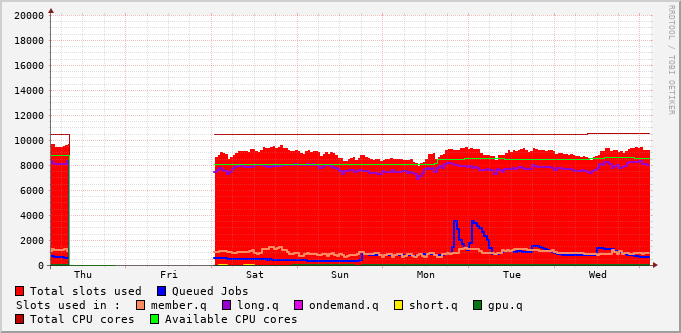 20000
18000
16000
14000
12000
10000
8000
6000
4000
2000
0
Thu Fri Sat Sun Mon Tue Wed
Total slots used Queued Jobs
Slots used in : member.q long.q ondemand.q short.q gpu.q
Total CPU cores Available CPU cores
RRDTOOL / TOBI OETIKER